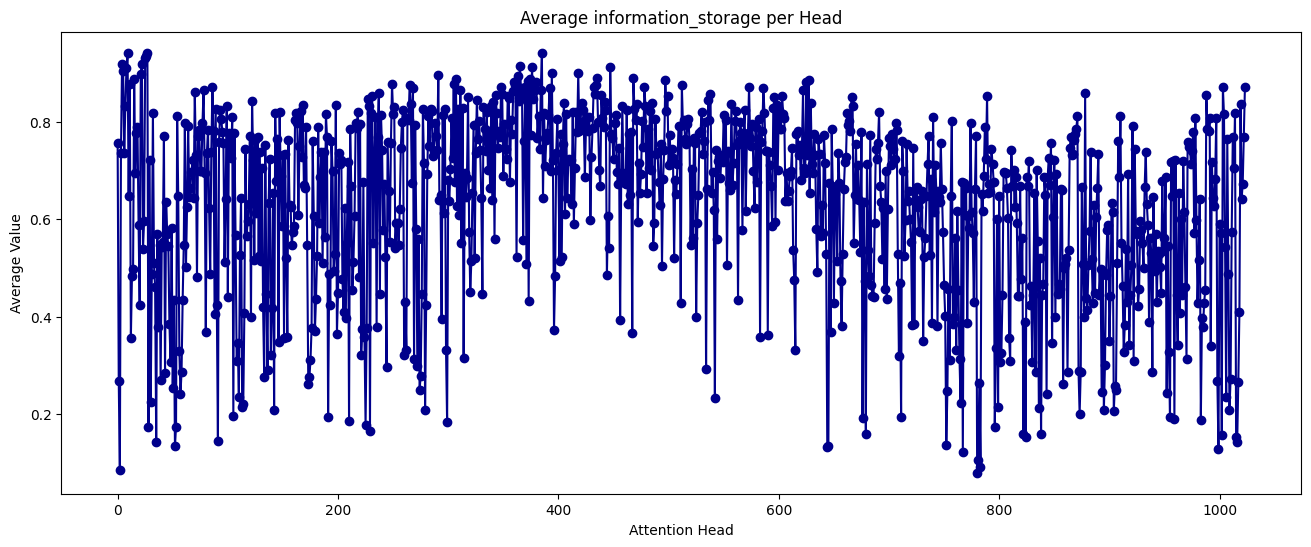 Average information_storage per Head
Average Value
0.8
0.6
0.4
0.2
0 200 400 600 800 1000
Attention Head